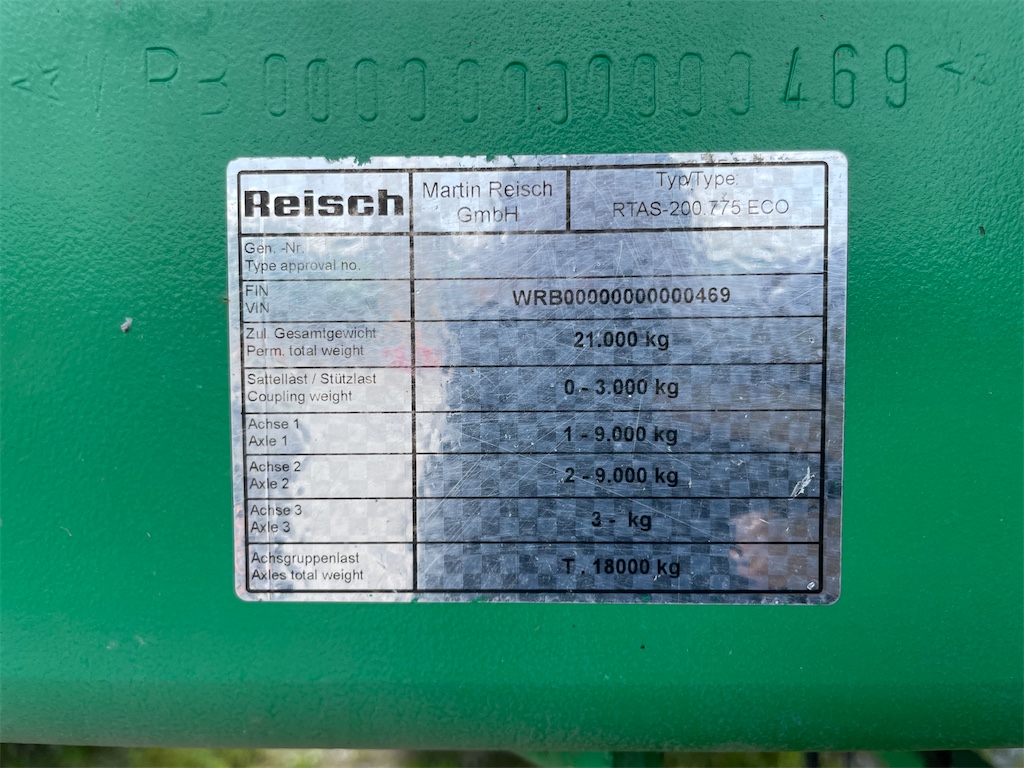 WRB00000000000469
Reisch
Martin Reisch
GmbH
Typ/Type.
RTAS-200.775 ECO
Gen. -Nr.
Type approval no.
FIN
VIN
WRB00000000000469
Zul. Gesamtgewicht
Perm. total weight
21.000 kg
Sattellast / Stützlast
Coupling weight
0 - 3.000 kg
Achse 1
Axle 1
1 - 9.000 kg
Achse 2
Axle 2
2 - 9.000 kg
Achse 3
Axle 3
3 - kg
Achsgruppenlast
Axles total weight
T . 18000 kg